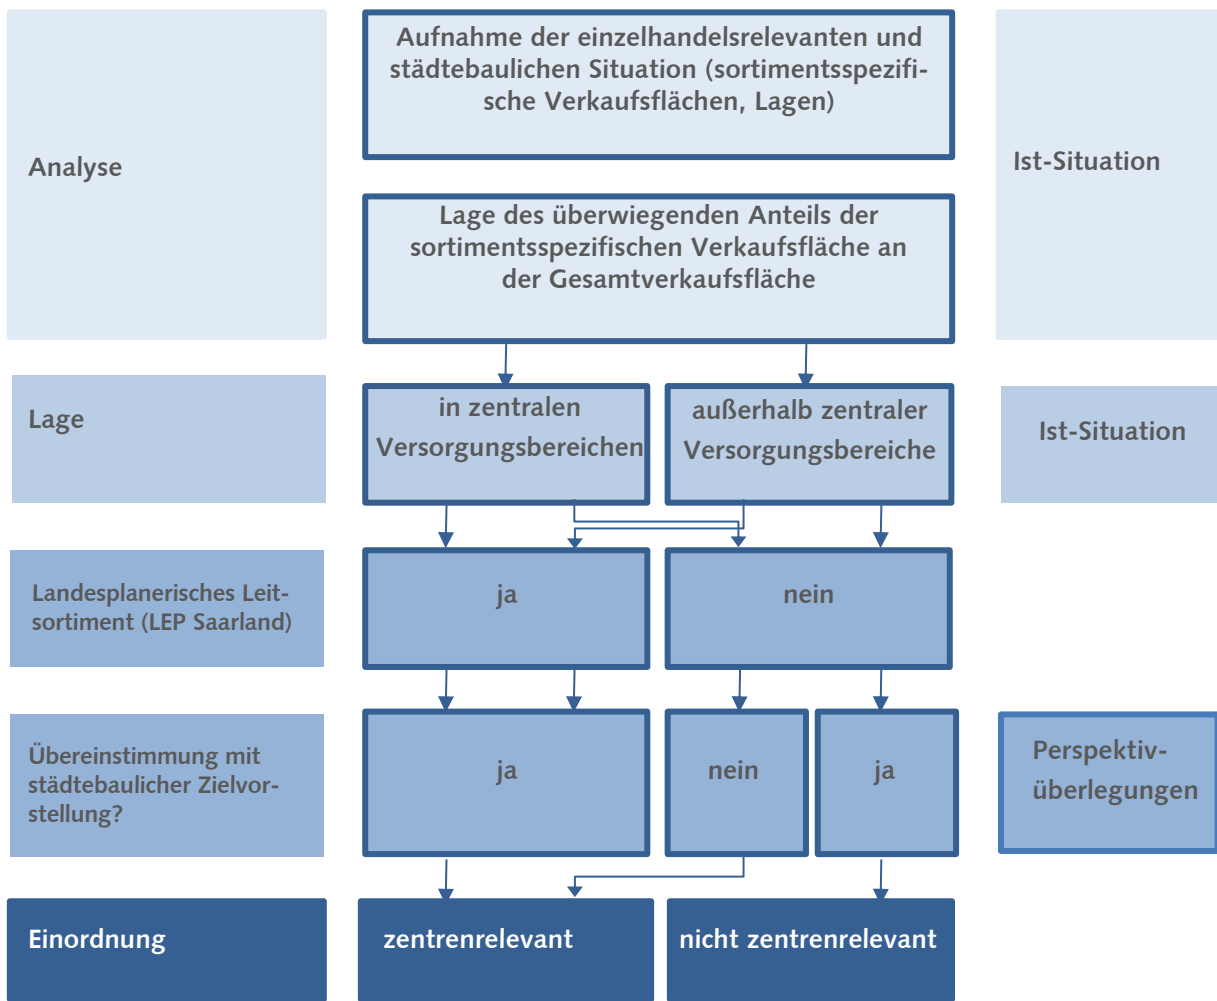 Aufnahme der einzelhandelsrelevanten und
städtebaulichen Situation (sortimentsspezifi-
sche Verkaufsflächen, Lagen)
Analyse
Ist-Situation
Lage des überwiegenden Anteils der
sortimentsspezifischen Verkaufsfläche an
der Gesamtverkaufsfläche
Lage
in zentralen
Versorgungsbereichen
außerhalb zentraler
Versorgungsbereiche
Ist-Situation
Landesplanerisches Leit-
sortiment (LEP Saarland)
ja
nein
Übereinstimmung mit
städtebaulicher Zielvor-
stellung?
ja
nein
ja
Perspektiv-
überlegungen
Einordnung
zentrenrelevant
nicht zentrenrelevant